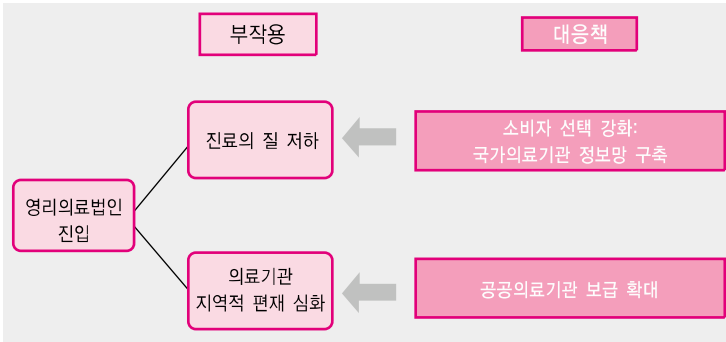 부작용
대응책
진료의 질 저하
소비자 선택 강화:
국가의료기관 정보망 구축
영리의료법인
진입
의료기관
지역적 편재 심화
공공의료기관 보급 확대